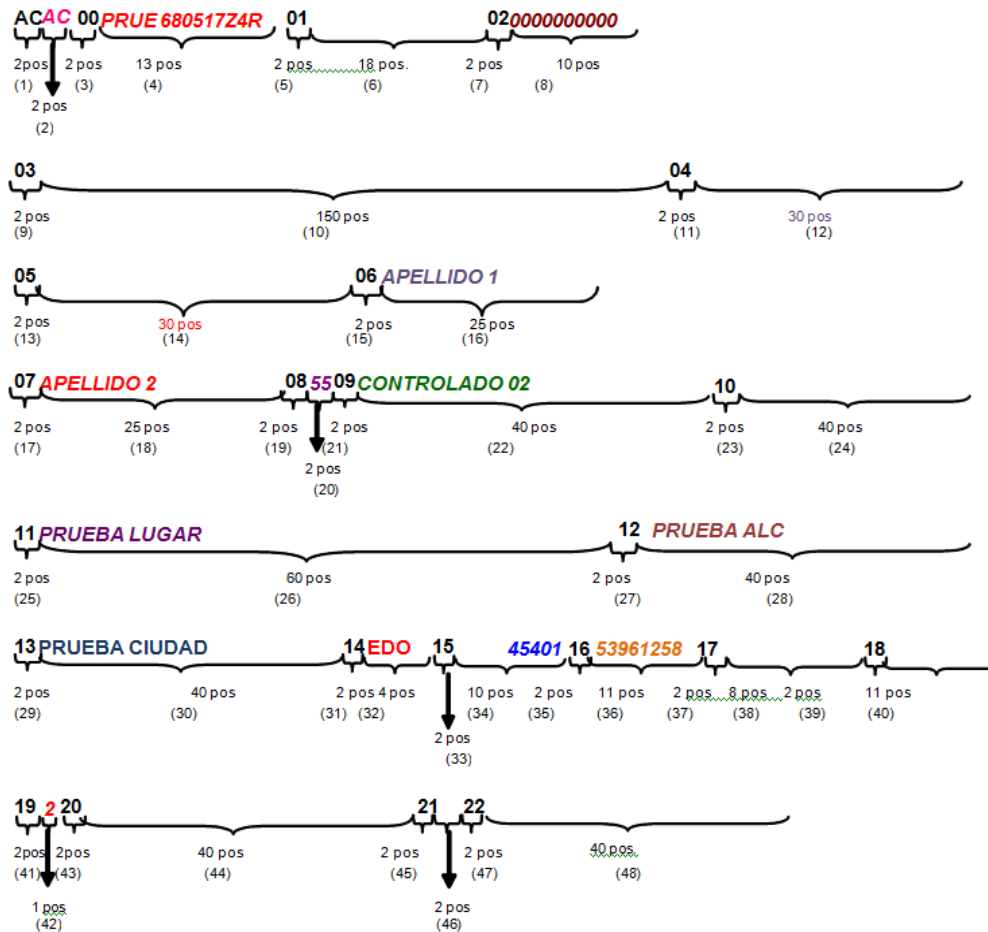 AC AC 00 PRUE 680517Z4R 01 02 0000000000
2pos 2 pos 13 pos 2 pos 18 pos. 2 pos 10 pos
(1) (3) (4) (5) (6) (7) (8)
2 pos
(2)
03 04
2 pos 150 pos 2 pos 30 pos
(9) (10) (11) (12)
05 06 APELLIDO 1
2 pos 30 pos 2 pos 25 pos
(13) (14) (15) (16)
07 APELLIDO 2 08 55 09 CONTROLADO 02 10
2 pos 25 pos 2 pos 2 pos 40 pos 2 pos 40 pos
(17) (18) (19) (21) (22) (23) (24)
2 pos
(20)
11 PRUEBA LUGAR 12 PRUEBA ALC
2 pos 60 pos 2 pos 40 pos
(25) (26) (27) (28)
13 PRUEBA CIUDAD 14 EDO 15 45401 16 53961258 17 18
2 pos 40 pos 2 pos 4 pos 10 pos 2 pos 11 pos 2 pos 8 pos 2 pos 11 pos
(29) (30) (31) (32) (34) (35) (36) (37) (38) (39) (40)
2 pos
(33)
19 2 20 21 22
2pos 2pos 40 pos 2 pos 2 pos 40 pos.
(41) (43) (44) (45) (47) (48)
1 pos 2 pos
(42) (46)